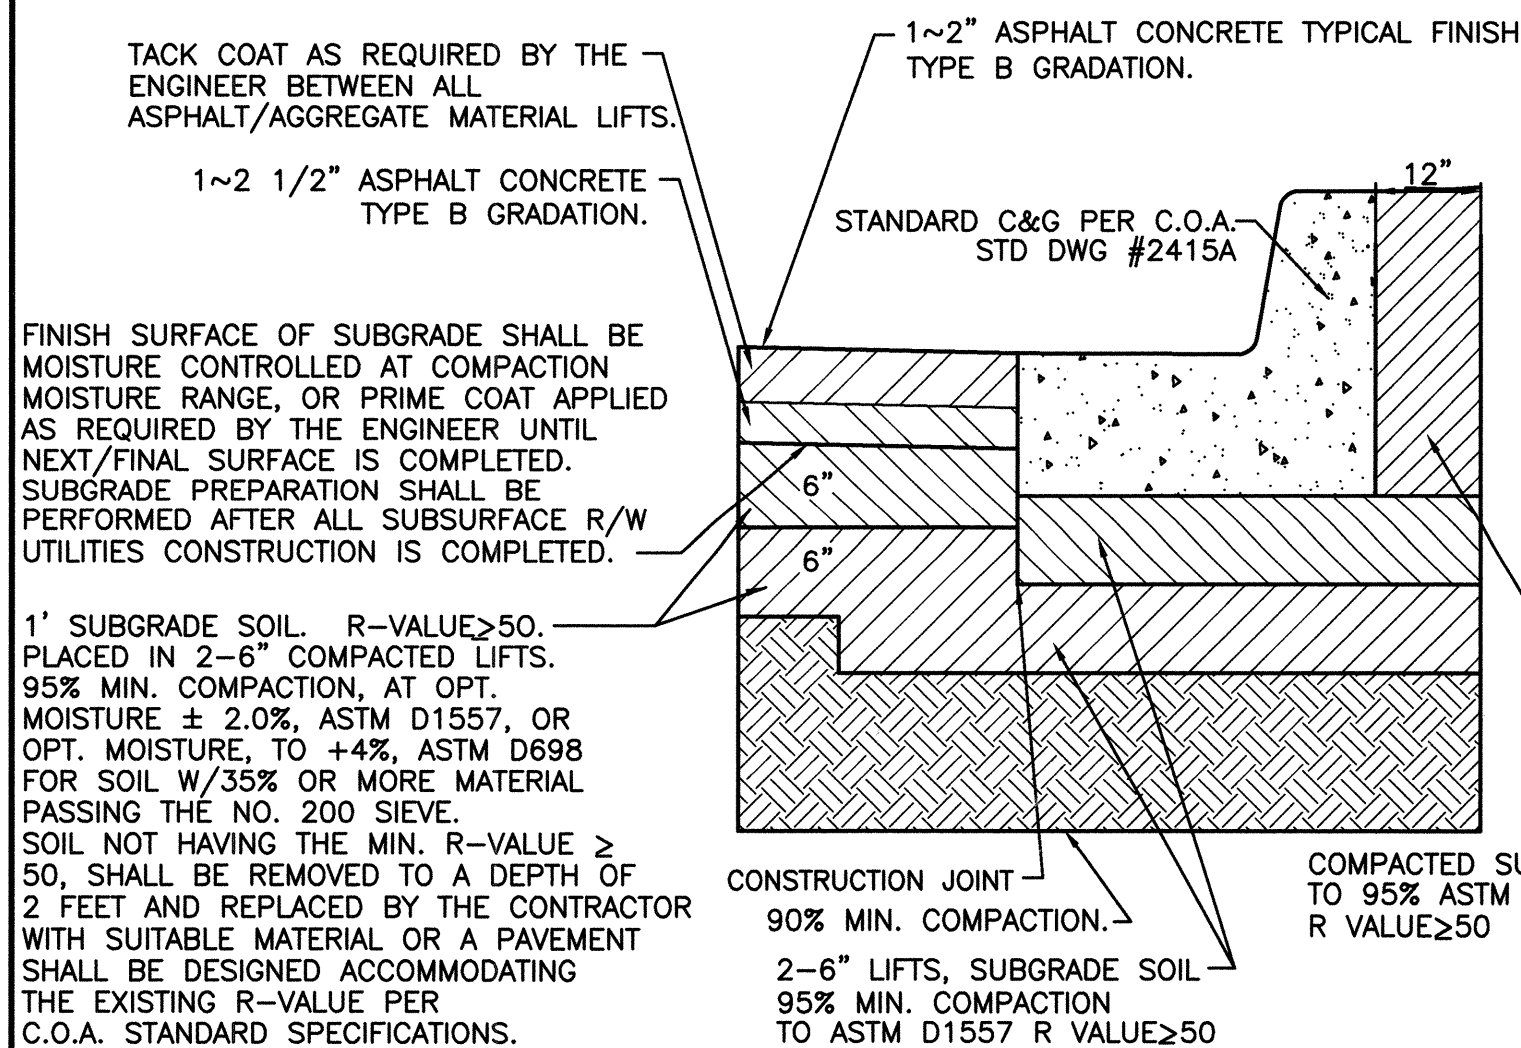 TACK COAT AS REQUIRED BY THE
ENGINEER BETWEEN ALL
ASPHALT/AGGREGATE MATERIAL LIFTS.
1~2" ASPHALT CONCRETE TYPICAL FINISH
TYPE B GRADATION.
1~2 1/2" ASPHALT CONCRETE
TYPE B GRADATION.
12"
STANDARD C&G PER C.O.A.
STD DWG #2415A
FINISH SURFACE OF SUBGRADE SHALL BE
MOISTURE CONTROLLED AT COMPACTION
MOISTURE RANGE, OR PRIME COAT APPLIED
AS REQUIRED BY THE ENGINEER UNTIL
NEXT/FINAL SURFACE IS COMPLETED.
SUBGRADE PREPARATION SHALL BE
PERFORMED AFTER ALL SUBSURFACE R/W
UTILITIES CONSTRUCTION IS COMPLETED.
6"
6"
1' SUBGRADE SOIL. R-VALUE≥50.
PLACED IN 2-6" COMPACTED LIFTS.
95% MIN. COMPACTION, AT OPT.
MOISTURE ± 2.0%, ASTM D1557, OR
OPT. MOISTURE, TO +4%, ASTM D698
FOR SOIL W/35% OR MORE MATERIAL
PASSING THE NO. 200 SIEVE.
SOIL NOT HAVING THE MIN. R-VALUE ≥
50, SHALL BE REMOVED TO A DEPTH OF
2 FEET AND REPLACED BY THE CONTRACTOR
WITH SUITABLE MATERIAL OR A PAVEMENT
SHALL BE DESIGNED ACCOMMODATING
THE EXISTING R-VALUE PER
C.O.A. STANDARD SPECIFICATIONS.
CONSTRUCTION JOINT
90% MIN. COMPACTION.
2-6" LIFTS, SUBGRADE SOIL
95% MIN. COMPACTION
TO ASTM D1557 R VALUE≥50
COMPACTED
TO 95% ASTM
R VALUE≥50